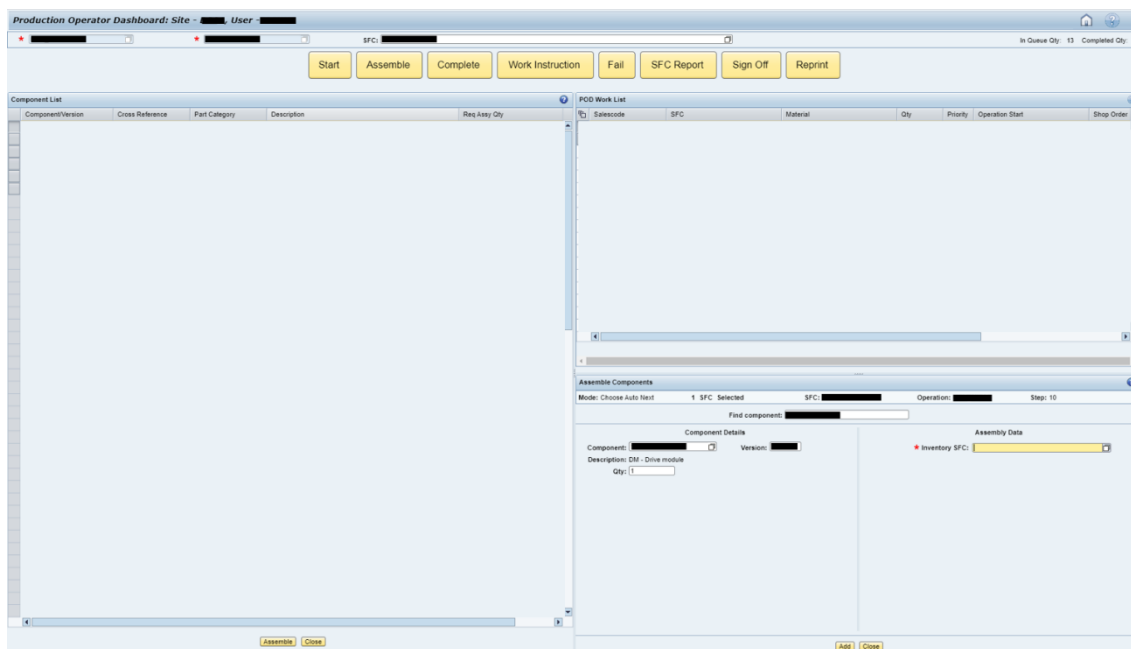 Production Operator Dashboard: Site - , User -
* * SFC: In Queue Qty: 13 Completed Qty:
Start Assemble Complete Work Instruction Fail SFC Report Sign Off Reprint
Component List
Component/Version Cross Reference Part Category Description Req Assy Qty
Assemble Close
POD Work List
Salescode SFC Material Qty Priority Operation Start Shop Order
Assemble Components
Mode: Choose Auto Next 1 SFC Selected SFC: Operation: Step: 10
Find component:
Component Details
Component: Version:
Description: DM - Drive module
Qty: 1
Assembly Data
* Inventory SFC:
Add Close